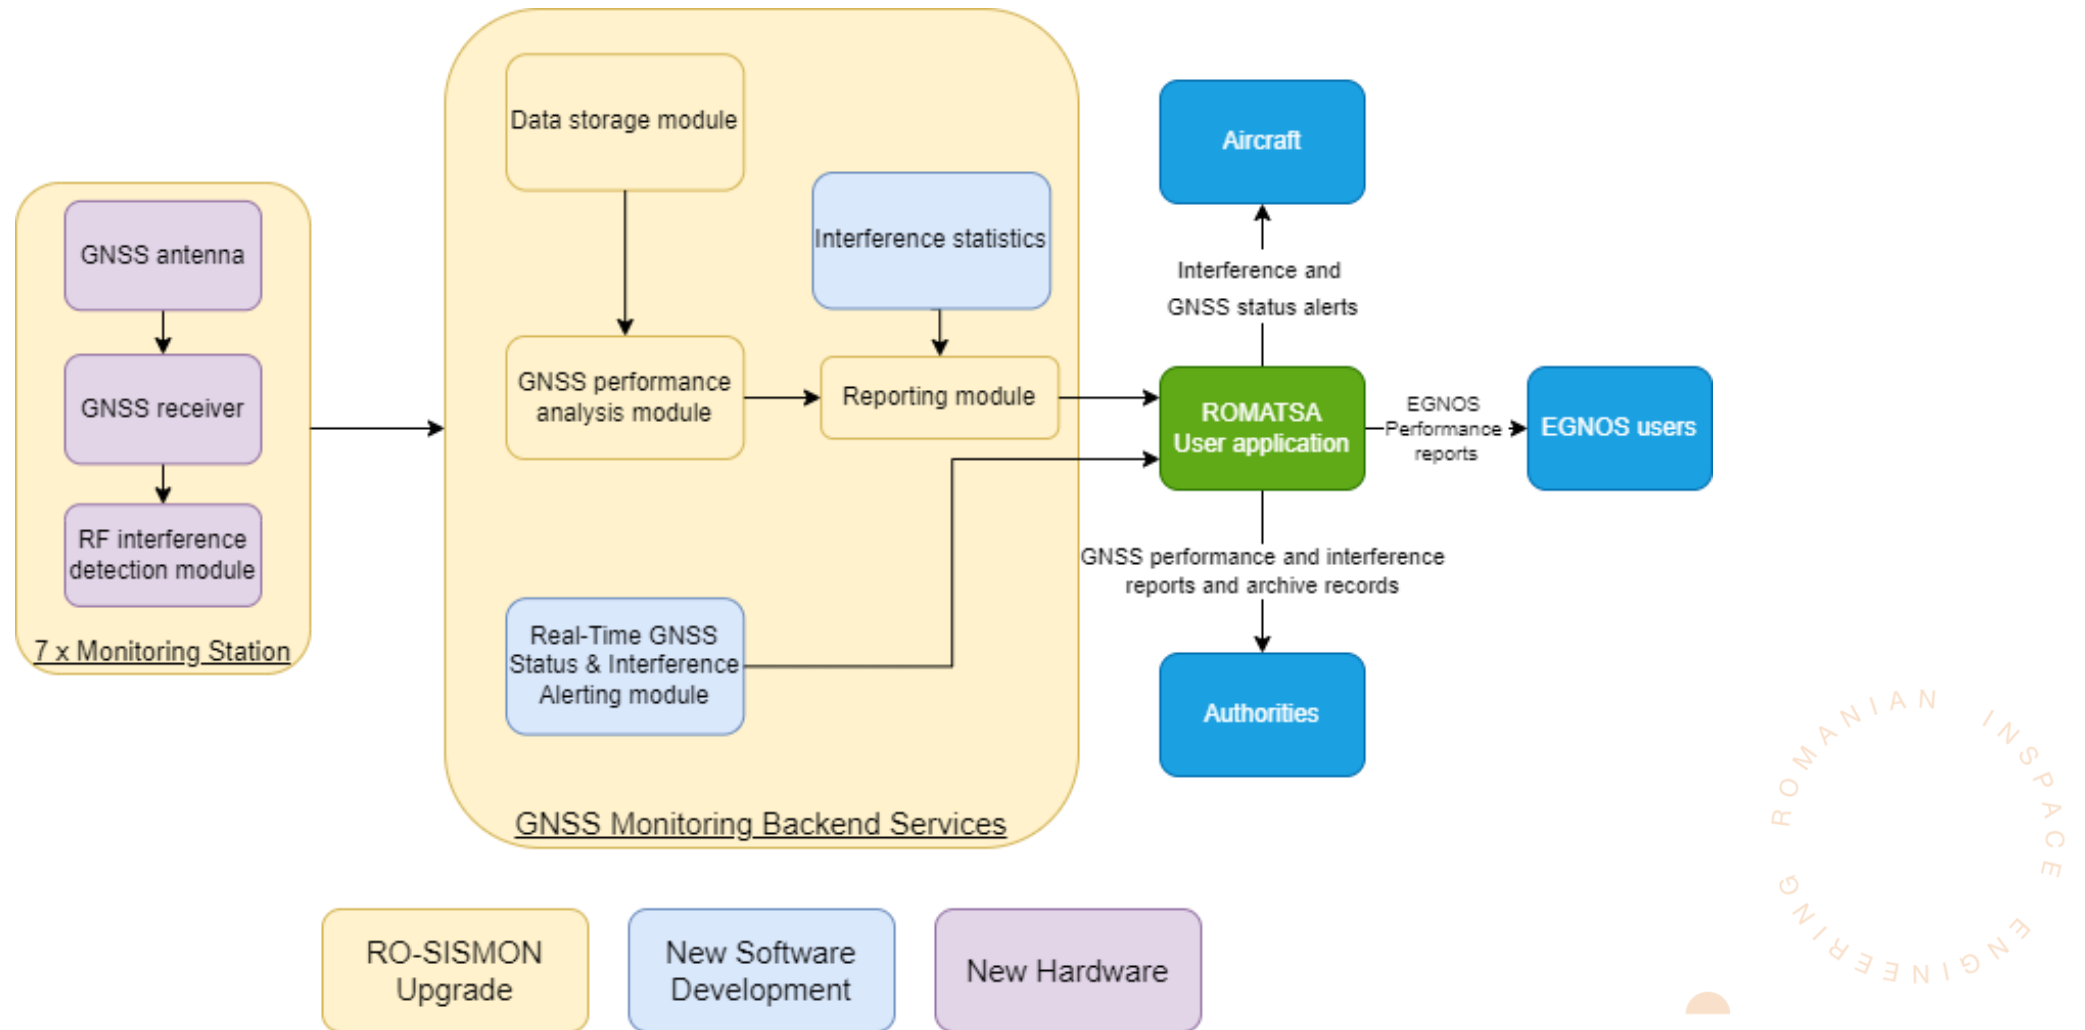 GNSS antenna
GNSS receiver
RF interference
detection module
7 x Monitoring Station
Data storage module
Interference statistics
GNSS performance
analysis module
Reporting module
Real-Time GNSS
Status & Interference
Alerting module
GNSS Monitoring Backend Services
Aircraft
Interference and
GNSS status alerts
ROMATSA
User application
EGNOS
Performance
reports
EGNOS users
GNSS performance and interference
reports and archive records
Authorities
RO-SISMON
Upgrade
New Software
Development
New Hardware
ROMANIAN INSPACE ENGINEERING